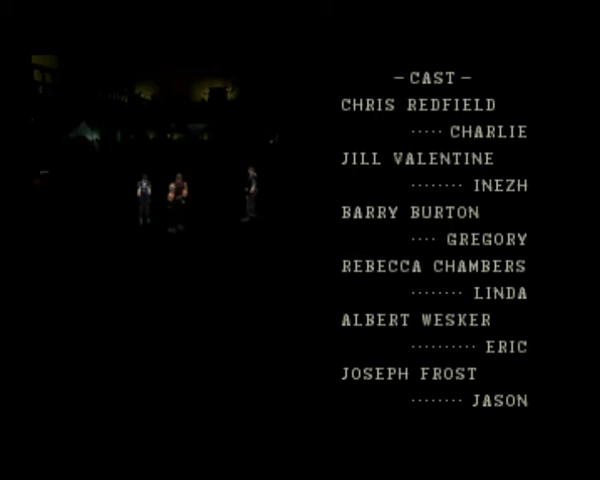 -CAST-
CHRIS REDFIELD
····· CHARLIE
JILL VALENTINE
········ INEZH
BARRY BURTON
···· GREGORY
REBECCA CHAMBERS
········ LINDA
ALBERT WESKER
·········· ERIC
JOSEPH FROST
········ JASON